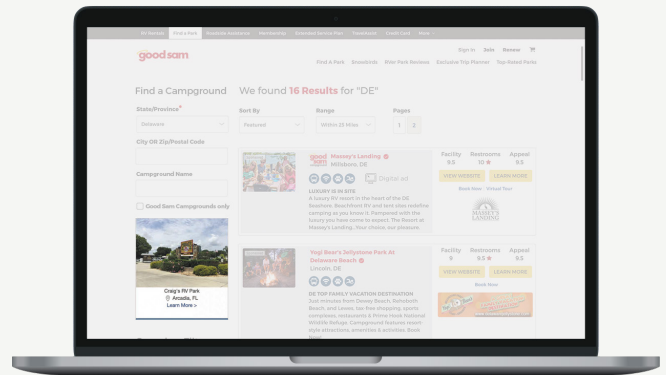 RV Rentals Find A Park Roadside Assistance Membership Extended Service Plan TravelAssist Credit Card More
good sam
Sign In Join Renew
Find A Park Snowbirds Write Park Reviews Exclusive Trip Planner Top Rated Parks
Find a Campground
We found 16 Results for "DE"
State/Province*
Delaware
City OR Zip/Postal Code
Campground Name
Good Sam Campgrounds only
Craig's RV Park
Arcadia, FL
Learn More >
Sort By Range Pages
Featured Within 25 Miles 1 2
good sam
Massey's Landing
Millsboro, DE
Digital ad
LUXURY IS IN SITE
A luxury RV resort in the heart of the DE
Seashore. Beachfront RV and tent sites redefine
camping as you know it. Pampered with the
luxury you have come to expect. The Resort at
Massey's Landing...Your choice, our pleasure.
Facility Restrooms Appeal
9.5 10★ 9.5
VIEW WEBSITE LEARN MORE
Book Now Virtual Tour
MASSEY'S
LANDING
Yogi Bear's Jellystone Park At
Delaware Beach
Lincoln, DE
DE TOP FAMILY VACATION DESTINATION
Just minutes from Dewey Beach, Rehobeth
Beach, and Lewes, tax free shopping, sports
complexes, restaurants & Prime Hook National
Wildlife Refuge. Campground features resort-
style attractions, amenities & activities. Book
Facility Restrooms Appeal
9 9.5★ 9.5
VIEW WEBSITE LEARN MORE
Book Now